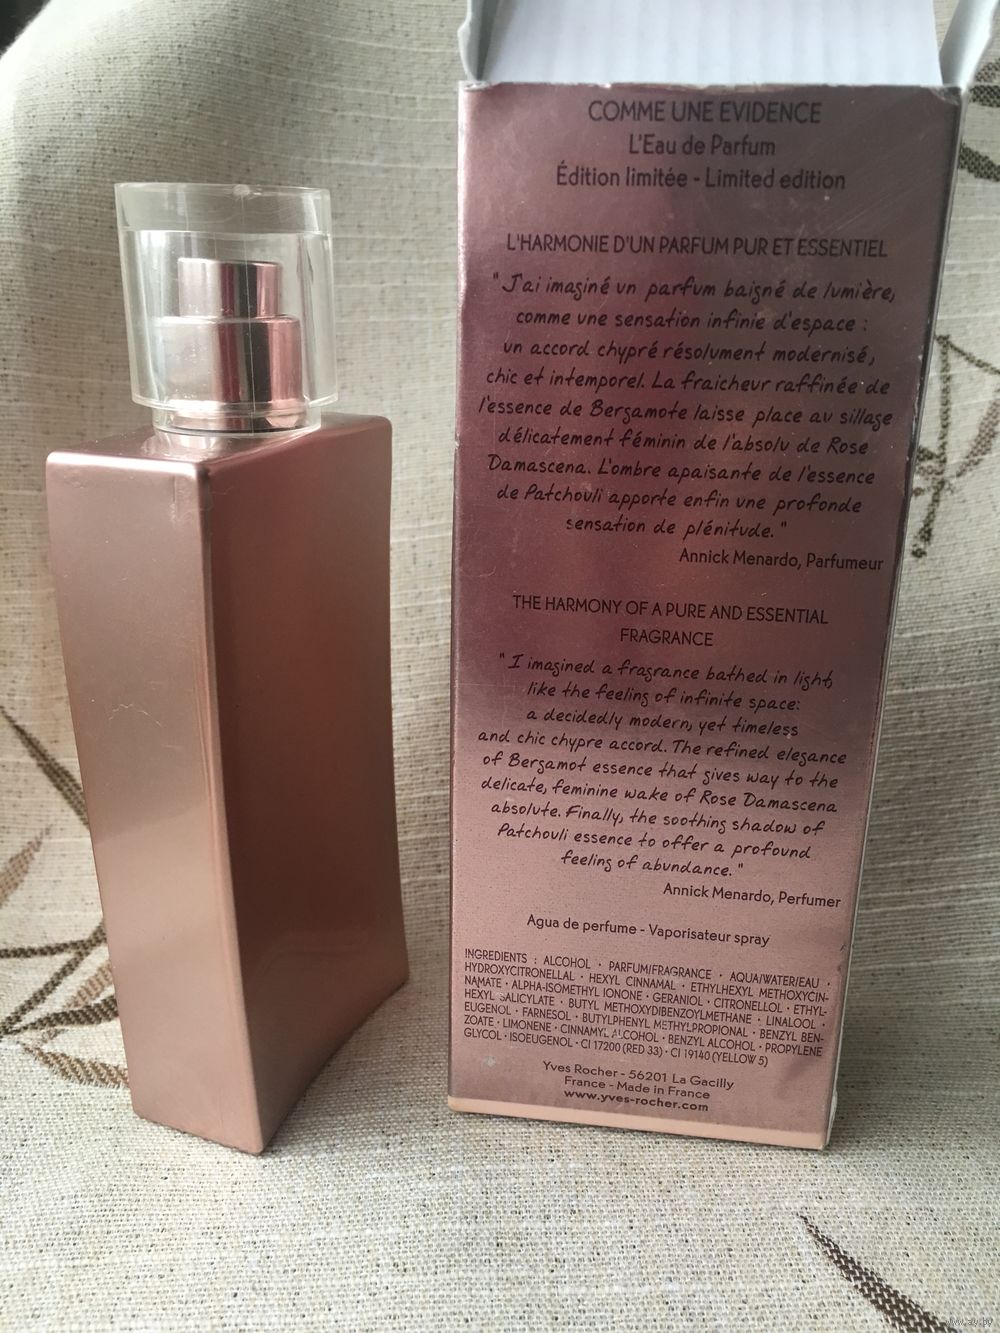 COMME UNE EVIDENCE
L'Eau de Parfum
Édition limitée - Limited edition
L'HARMONIE D'UN PARFUM PUR ET ESSENTIEL
"J'ai imaginé un parfum baigné de lumière,
comme une sensation infinie d'espace :
un accord chypré résolument modernisé,
chic et intemporel. La fraicheur raffinée de
l'essence de Bergamote laisse place au sillage
délicatement féminin de l'absolu de Rose
Damascena. L'ombre apaisante de l'essence
de Patchouli apporte enfin une profonde
sensation de plénitude."
Annick Menardo, Parfumeur
THE HARMONY OF A PURE AND ESSENTIAL
FRAGRANCE
"I imagined a fragrance bathed in light,
like the feeling of infinite space:
a decidedly modern, yet timeless
and chic chypre accord. The refined elegance
of Bergamot essence that gives way to the
delicate, feminine wake of Rose Damascena
absolute. Finally, the soothing shadow of
Patchouli essence to offer a profound
feeling of abundance."
Annick Menardo, Perfumer
Agua de perfume - Vaporisateur spray
INGREDIENTS : ALCOHOL · PARFUM/FRAGRANCE · AQUA/WATER/EAU ·
HYDROXYCITRONELLAL · HEXYL CINNAMAL · ETHYLHEXYL METHOXYCIN-
NAMATE · ALPHA-ISOMETHYL IONONE · GERANIOL · CITRONELLOL · ETHYL-
HEXYL SALICYLATE · BUTYL METHOXYDIBENZOYLMETHANE · LINALOOL ·
EUGENOL · FARNESOL · BUTYLPHENYL METHYLPROPIONAL · BENZYL BEN-
ZOATE · LIMONENE · CINNAMYL ALCOHOL · BENZYL ALCOHOL · PROPYLENE
GLYCOL · ISOEUGENOL · CI 17200 (RED 33) · CI 19140 (YELLOW 5)
Yves Rocher - 56201 La Gacilly
France - Made in France
www.yves-rocher.com